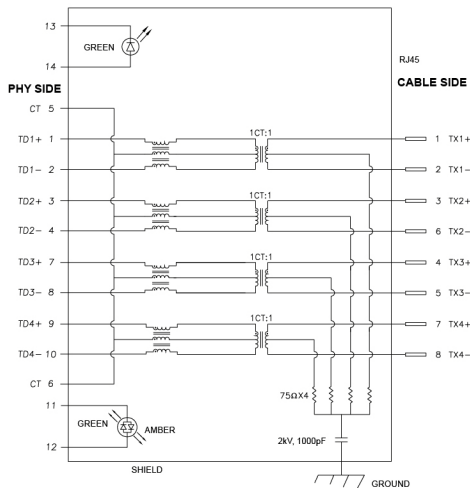 13
GREEN
14
RJ45
PHY SIDE
CABLE SIDE
CT 5
1CT:1
TD1+ 1
1 TX1+
TD1- 2
2 TX1-
1CT:1
TD2+ 3
3 TX2+
TD2- 4
6 TX2-
1CT:1
TD3+ 7
4 TX3+
TD3- 8
5 TX3-
1CT:1
TD4+ 9
7 TX4+
TD4- 10
8 TX4-
CT 6
75ΩX4
11
GREEN
AMBER
12
2kV, 1000pF
SHIELD
GROUND